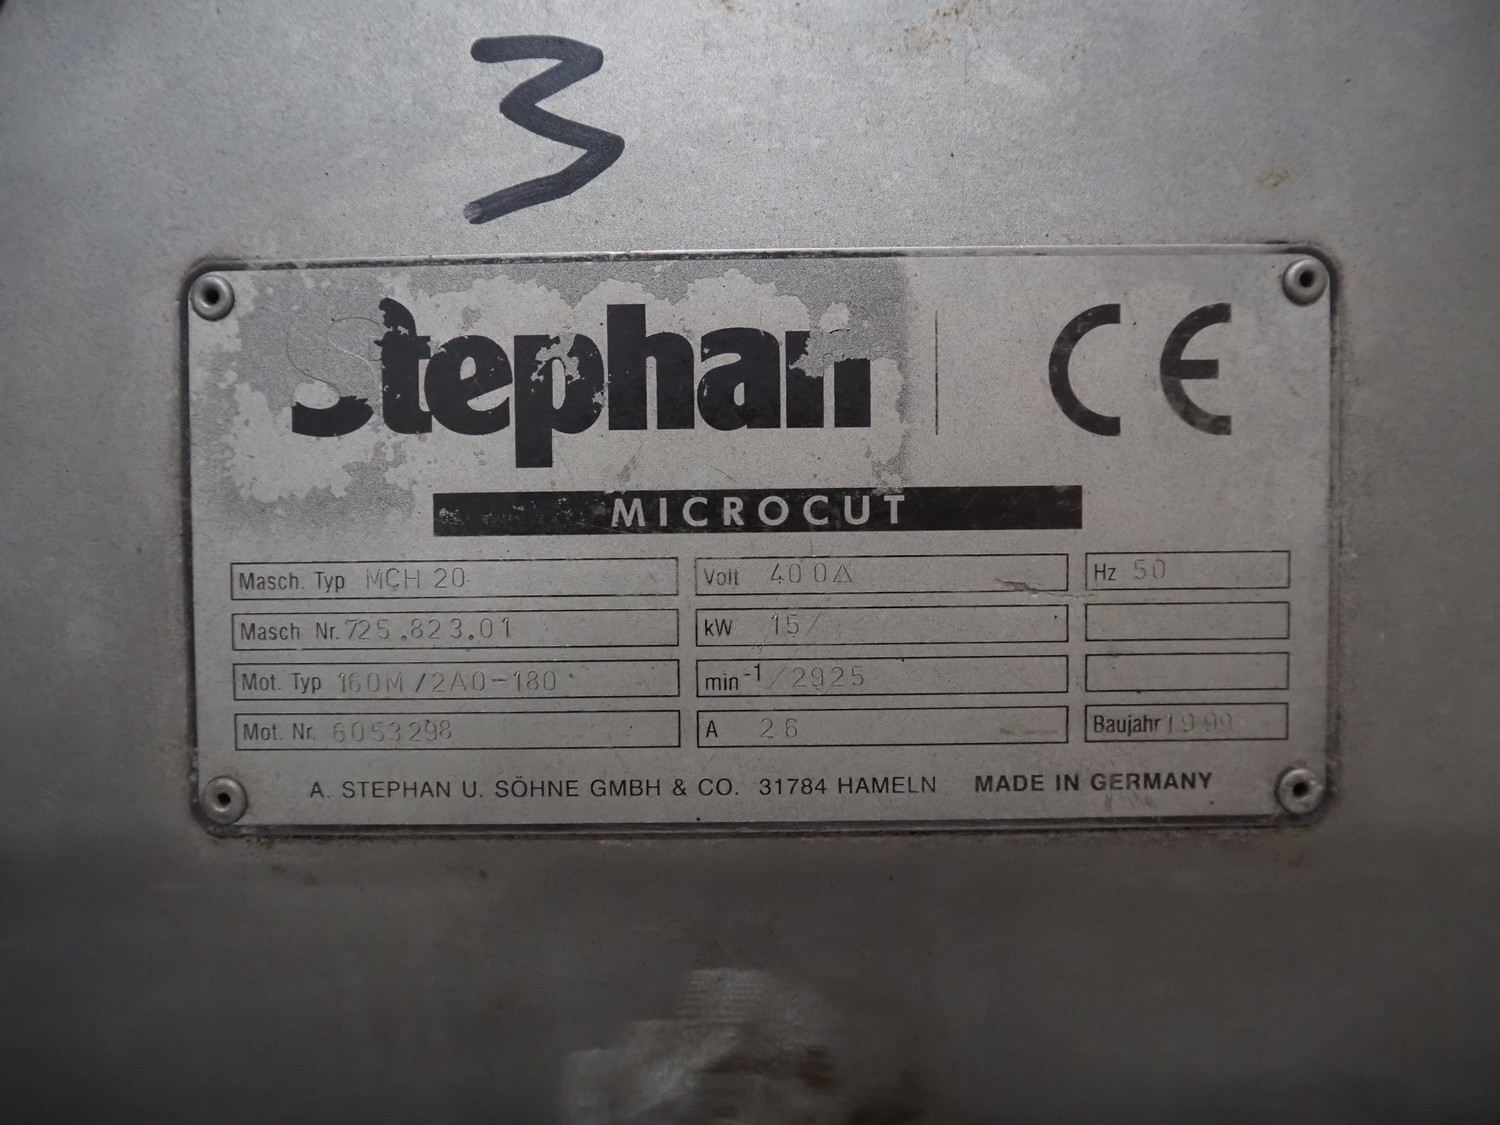 3
Stephan CE
MICROCUT
Masch. Typ MCH 20 Volt 400△ Hz 50
Masch Nr. 725.823.01 kW 15/
Mot. Typ 160M/2A0-180 min-1 /2925
Mot. Nr. 6053298 A 26 Baujahr 1999
A. STEPHAN U. SÖHNE GMBH & CO. 31784 HAMELN MADE IN GERMANY